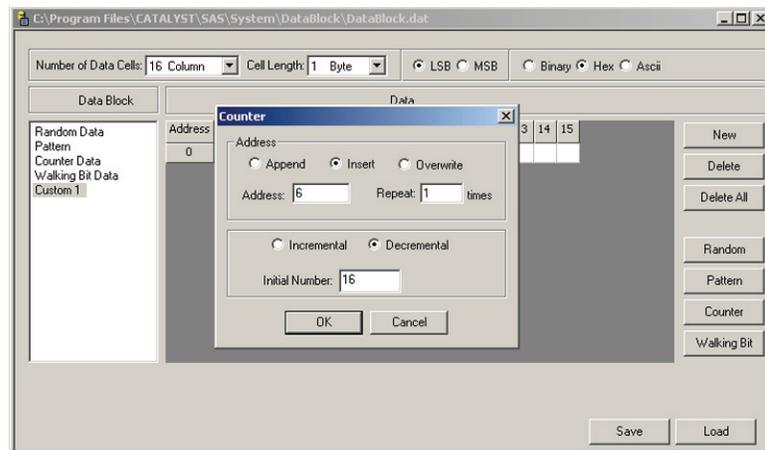 C:\Program Files\CATALYST\SAS\System\DataBlock\DataBlock.dat
Number of Data Cells: 16 Column Cell Length: 1 Byte LSB MSB Binary Hex Ascii
Data Block Data
Random Data
Pattern
Counter Data
Walking Bit Data
Custom 1
Address 3 14 15
0
Counter
Address
Append Insert Overwrite
Address: 6 Repeat: 1 times
Incremental Decremental
Initial Number: 16
OK Cancel
New
Delete
Delete All
Random
Pattern
Counter
Walking Bit
Save Load